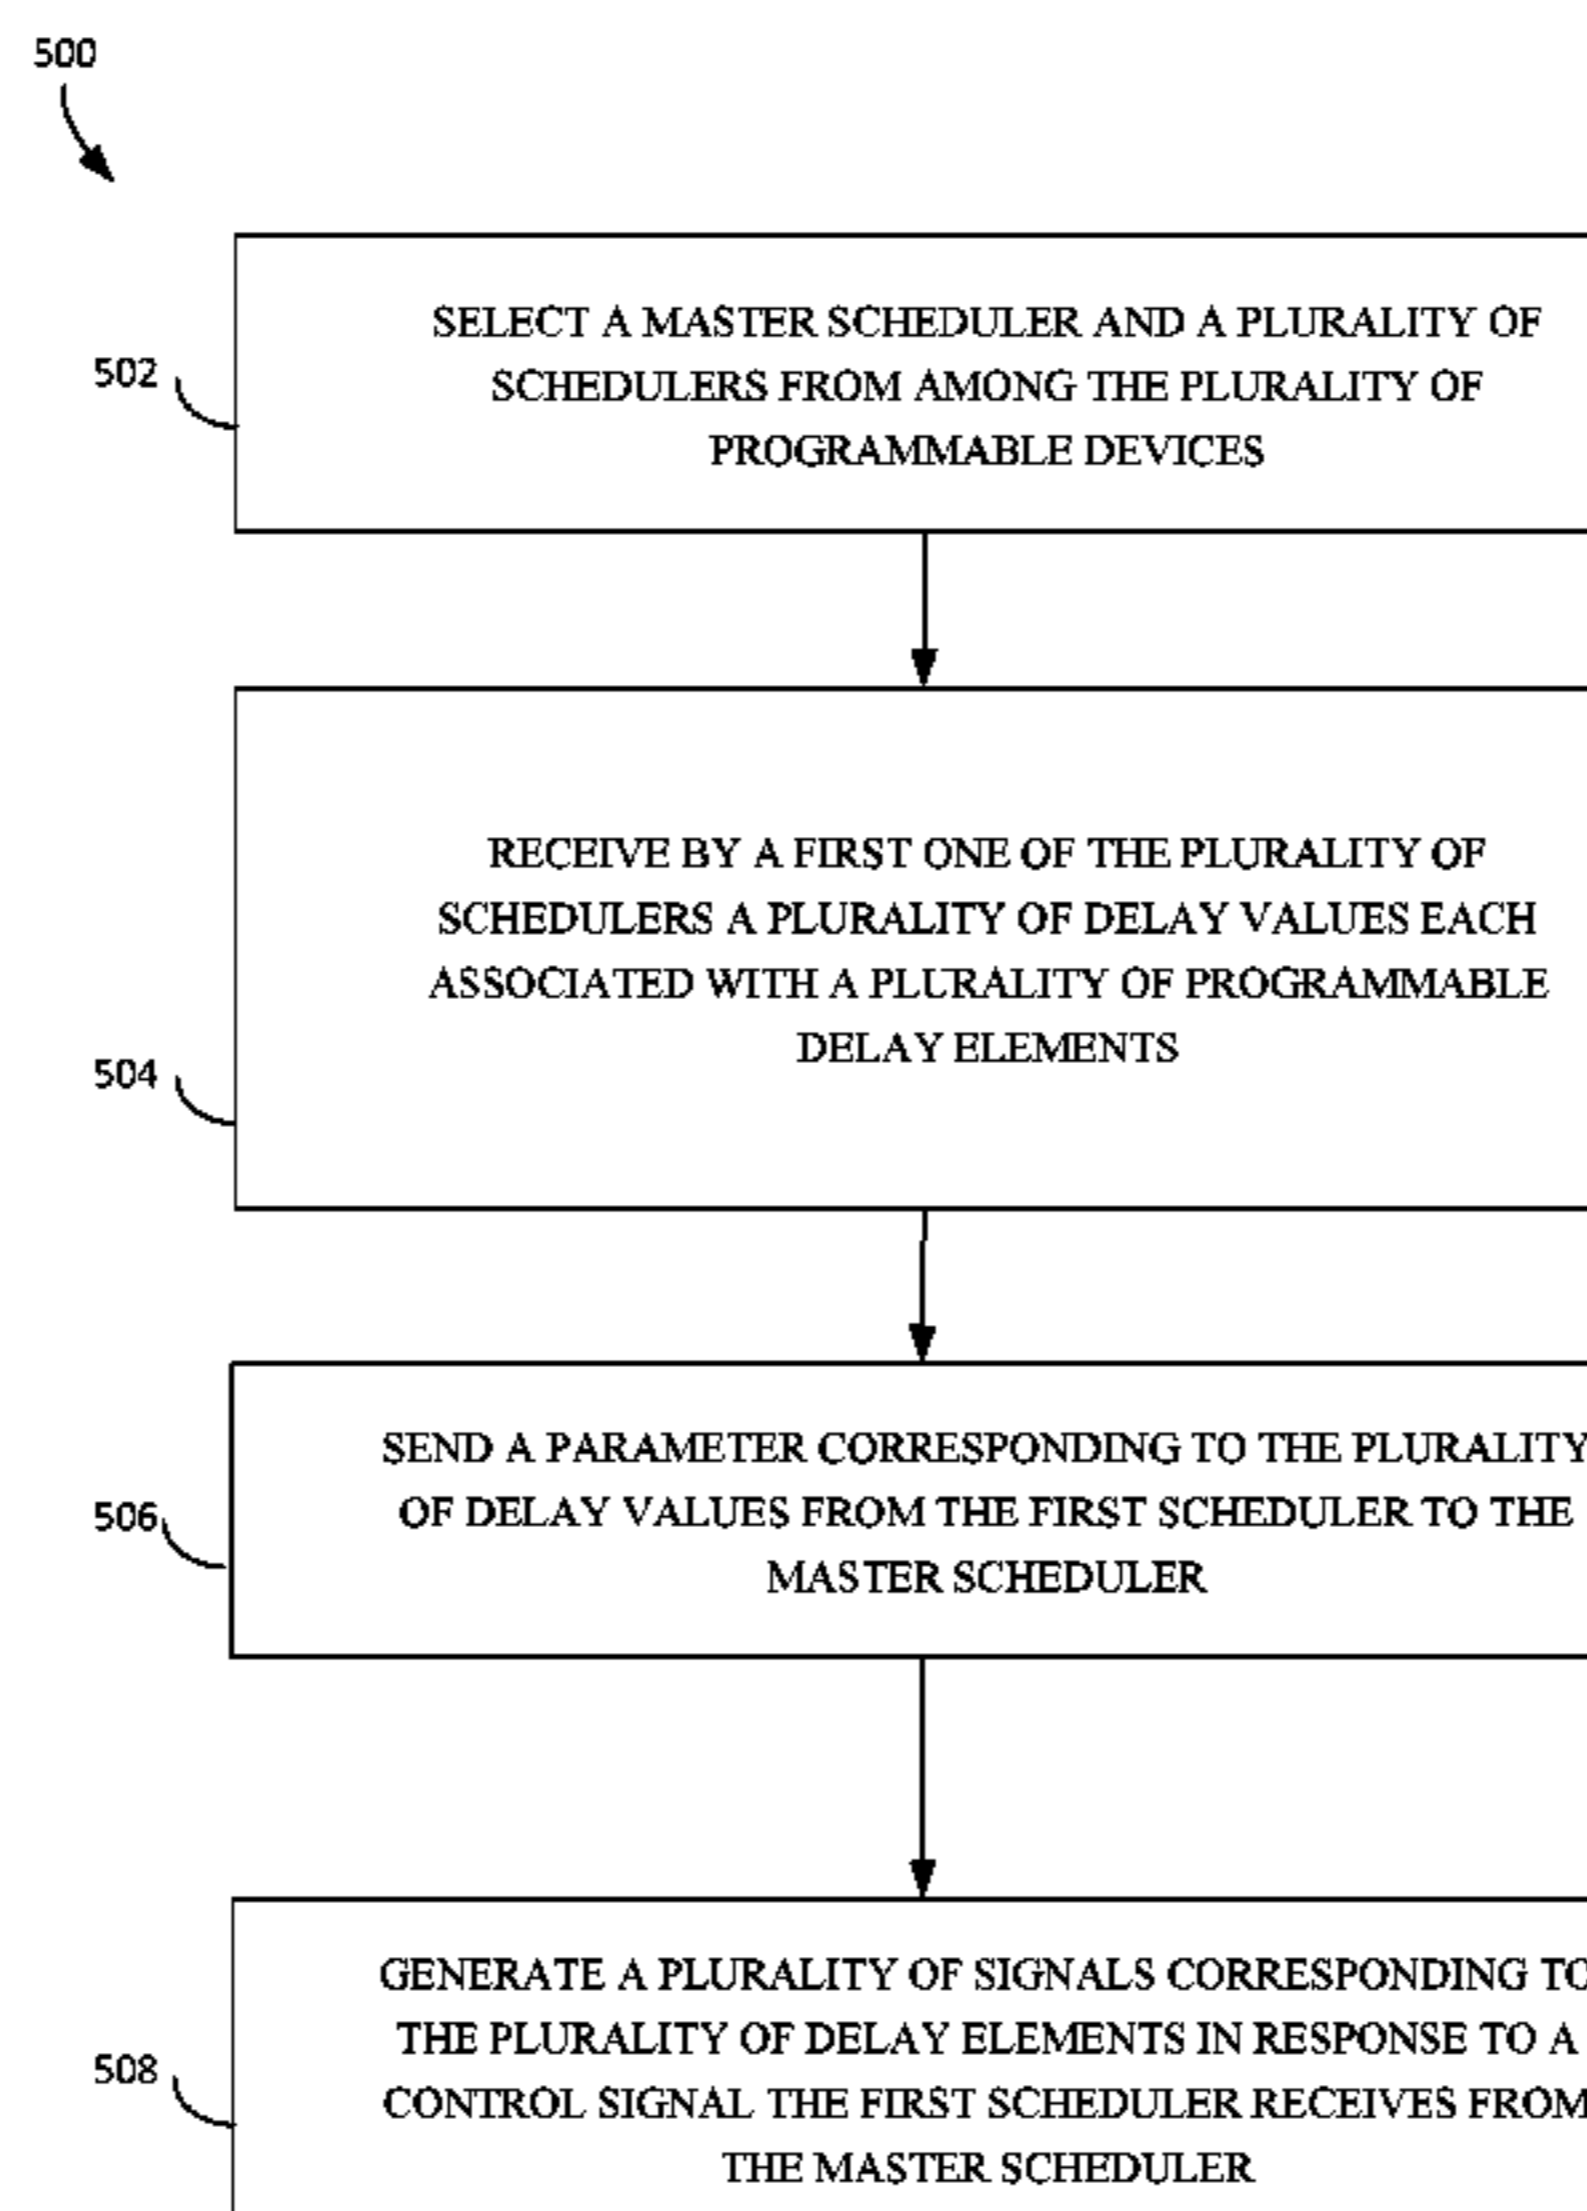 500
502
SELECT A MASTER SCHEDULER AND A PLURALITY OF
SCHEDULERS FROM AMONG THE PLURALITY OF
PROGRAMMABLE DEVICES
504
RECEIVE BY A FIRST ONE OF THE PLURALITY OF
SCHEDULERS A PLURALITY OF DELAY VALUES EACH
ASSOCIATED WITH A PLURALITY OF PROGRAMMABLE
DELAY ELEMENTS
506
SEND A PARAMETER CORRESPONDING TO THE PLURALITY
OF DELAY VALUES FROM THE FIRST SCHEDULER TO THE
MASTER SCHEDULER
508
GENERATE A PLURALITY OF SIGNALS CORRESPONDING TO
THE PLURALITY OF DELAY ELEMENTS IN RESPONSE TO A
CONTROL SIGNAL THE FIRST SCHEDULER RECEIVES FROM
THE MASTER SCHEDULER